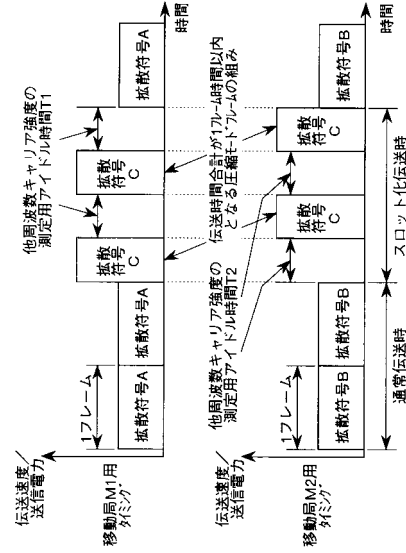 伝送速度/
送信電力
移動局M1用
タイミング
1フレーム
拡散符号A
拡散符号A
拡散
符号
C
拡散
符号
C
拡散符号A
時間
他周波数キャリア強度の
測定用アイドル時間T1
伝送時間合計が1フレーム時間以内
となる圧縮モードフレームの組み
伝送速度/
送信電力
移動局M2用
タイミング
1フレーム
拡散符号B
拡散符号B
拡散
符号
C
拡散
符号
C
拡散符号B
時間
他周波数キャリア強度の
測定用アイドル時間T2
通常伝送時
スロット化伝送時